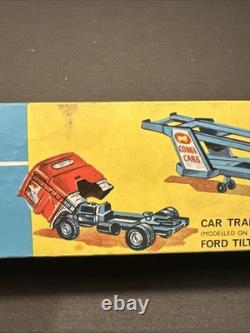 CORGI
CARS
CAR TRA
(MODELLED ON
FORD TILT